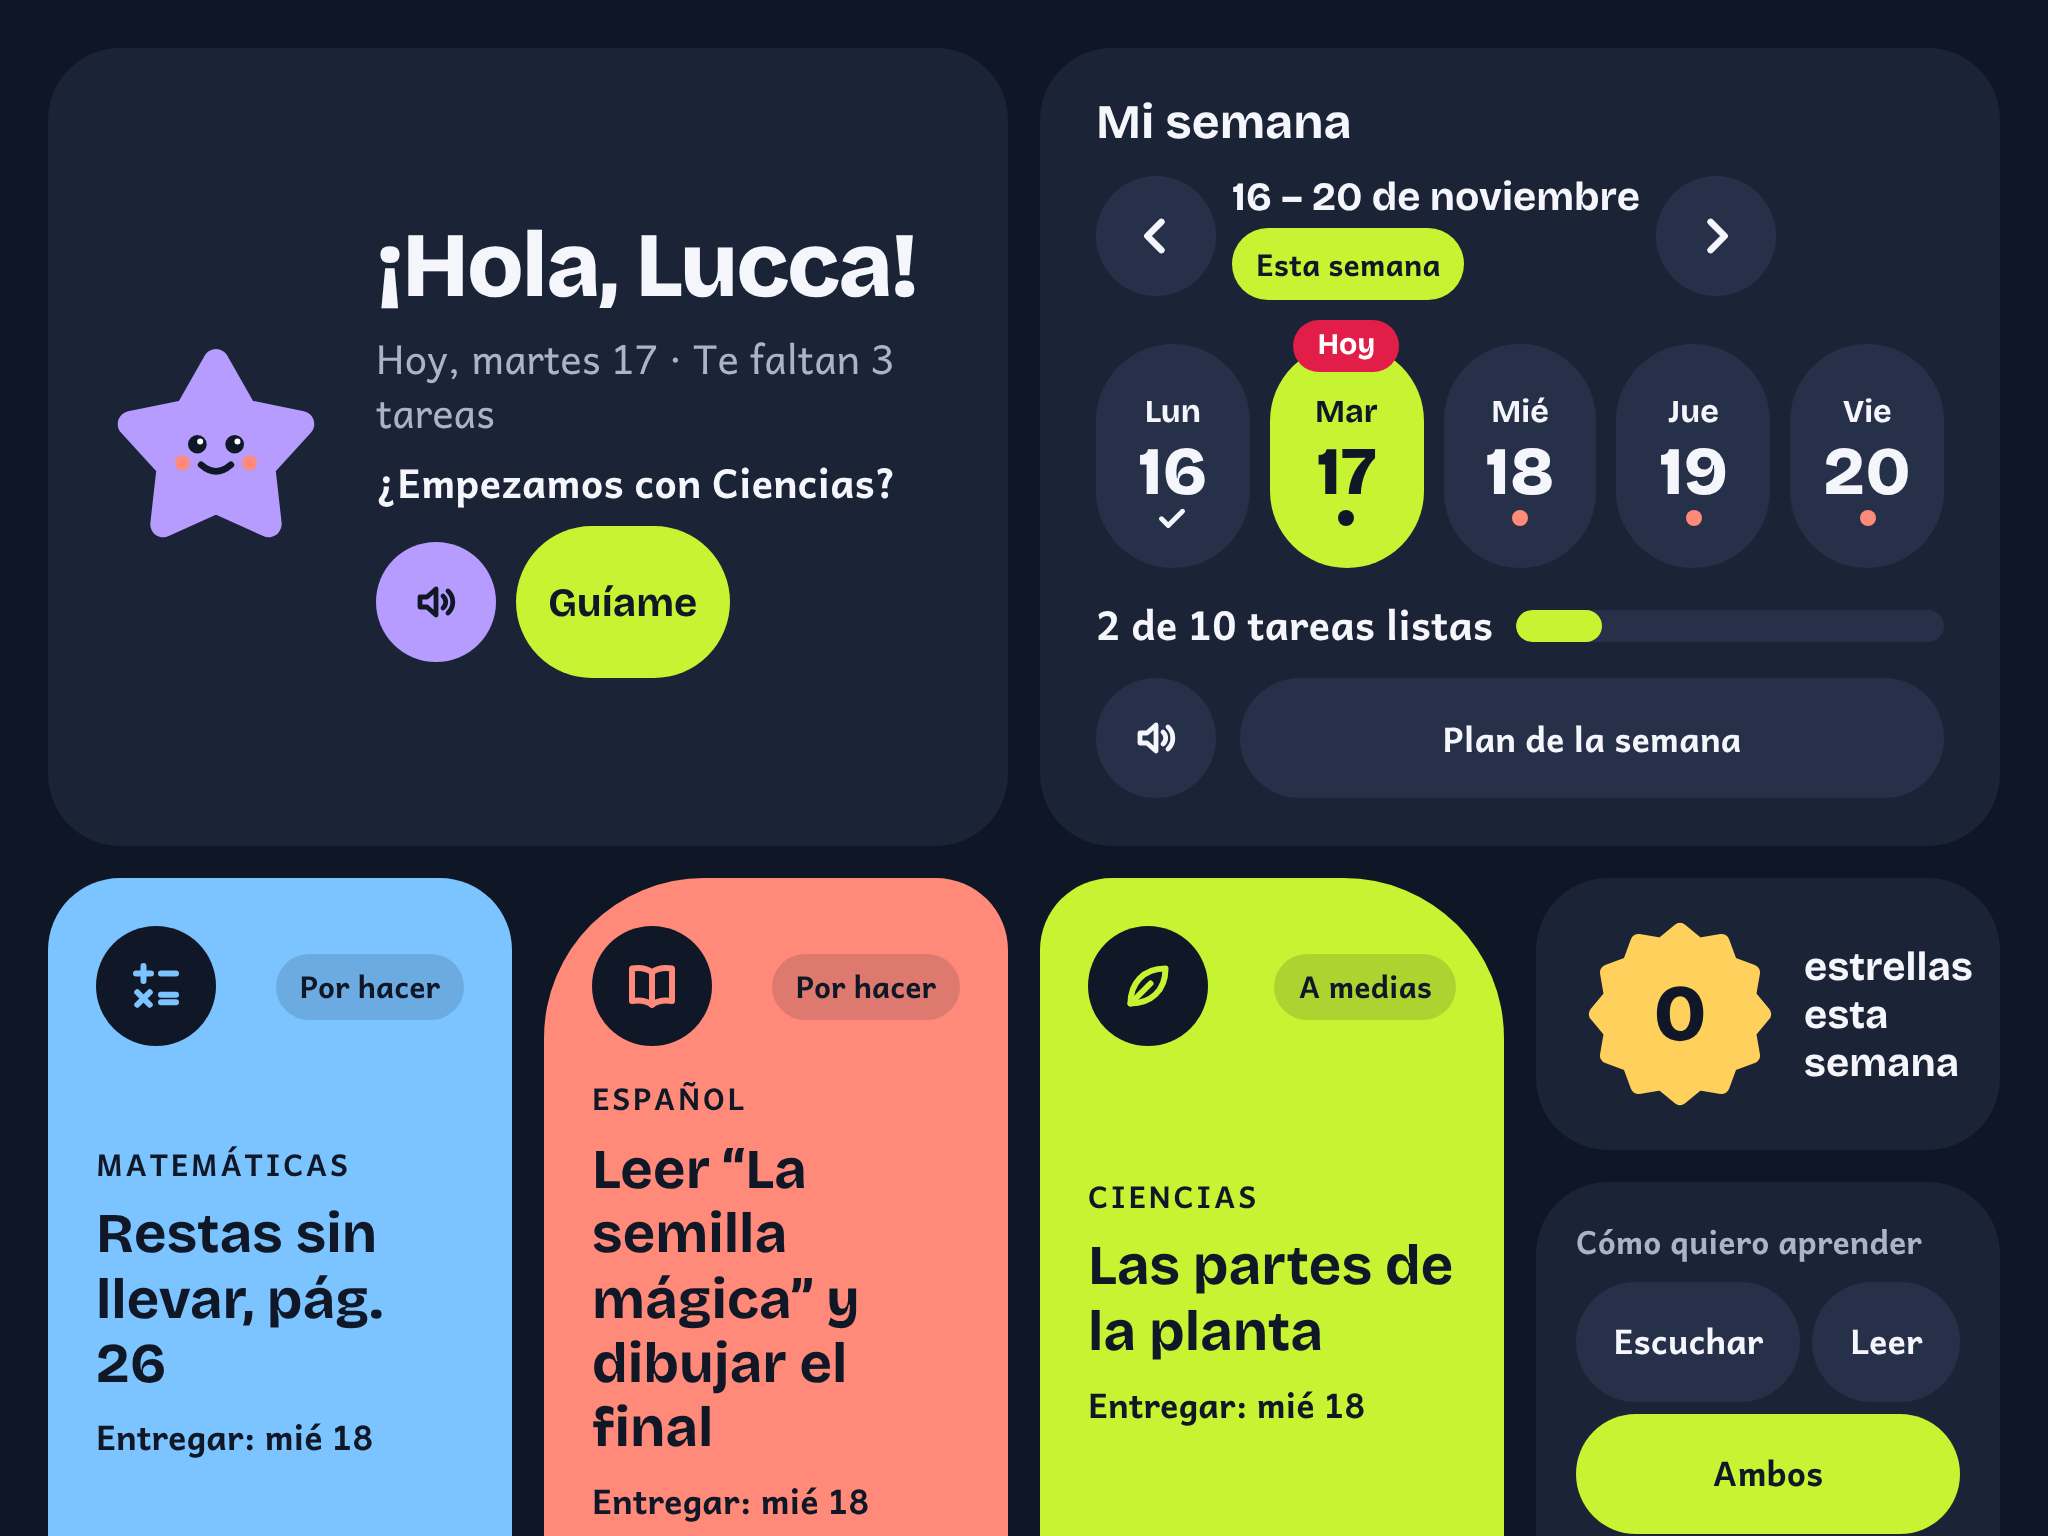 ¡Hola, Lucca!
Hoy, martes 17 · Te faltan 3
tareas
¿Empezamos con Ciencias?
Guíame
Mi semana
16 – 20 de noviembre
Esta semana
Hoy
Lun
16
Mar
17
Mié
18
Jue
19
Vie
20
2 de 10 tareas listas
Plan de la semana
Por hacer
MATEMÁTICAS
Restas sin
llevar, pág.
26
Entregar: mié 18
Por hacer
ESPAÑOL
Leer “La
semilla
mágica” y
dibujar el
final
Entregar: mié 18
A medias
CIENCIAS
Las partes de
la planta
Entregar: mié 18
0
estrellas
esta
semana
Cómo quiero aprender
Escuchar
Leer
Ambos